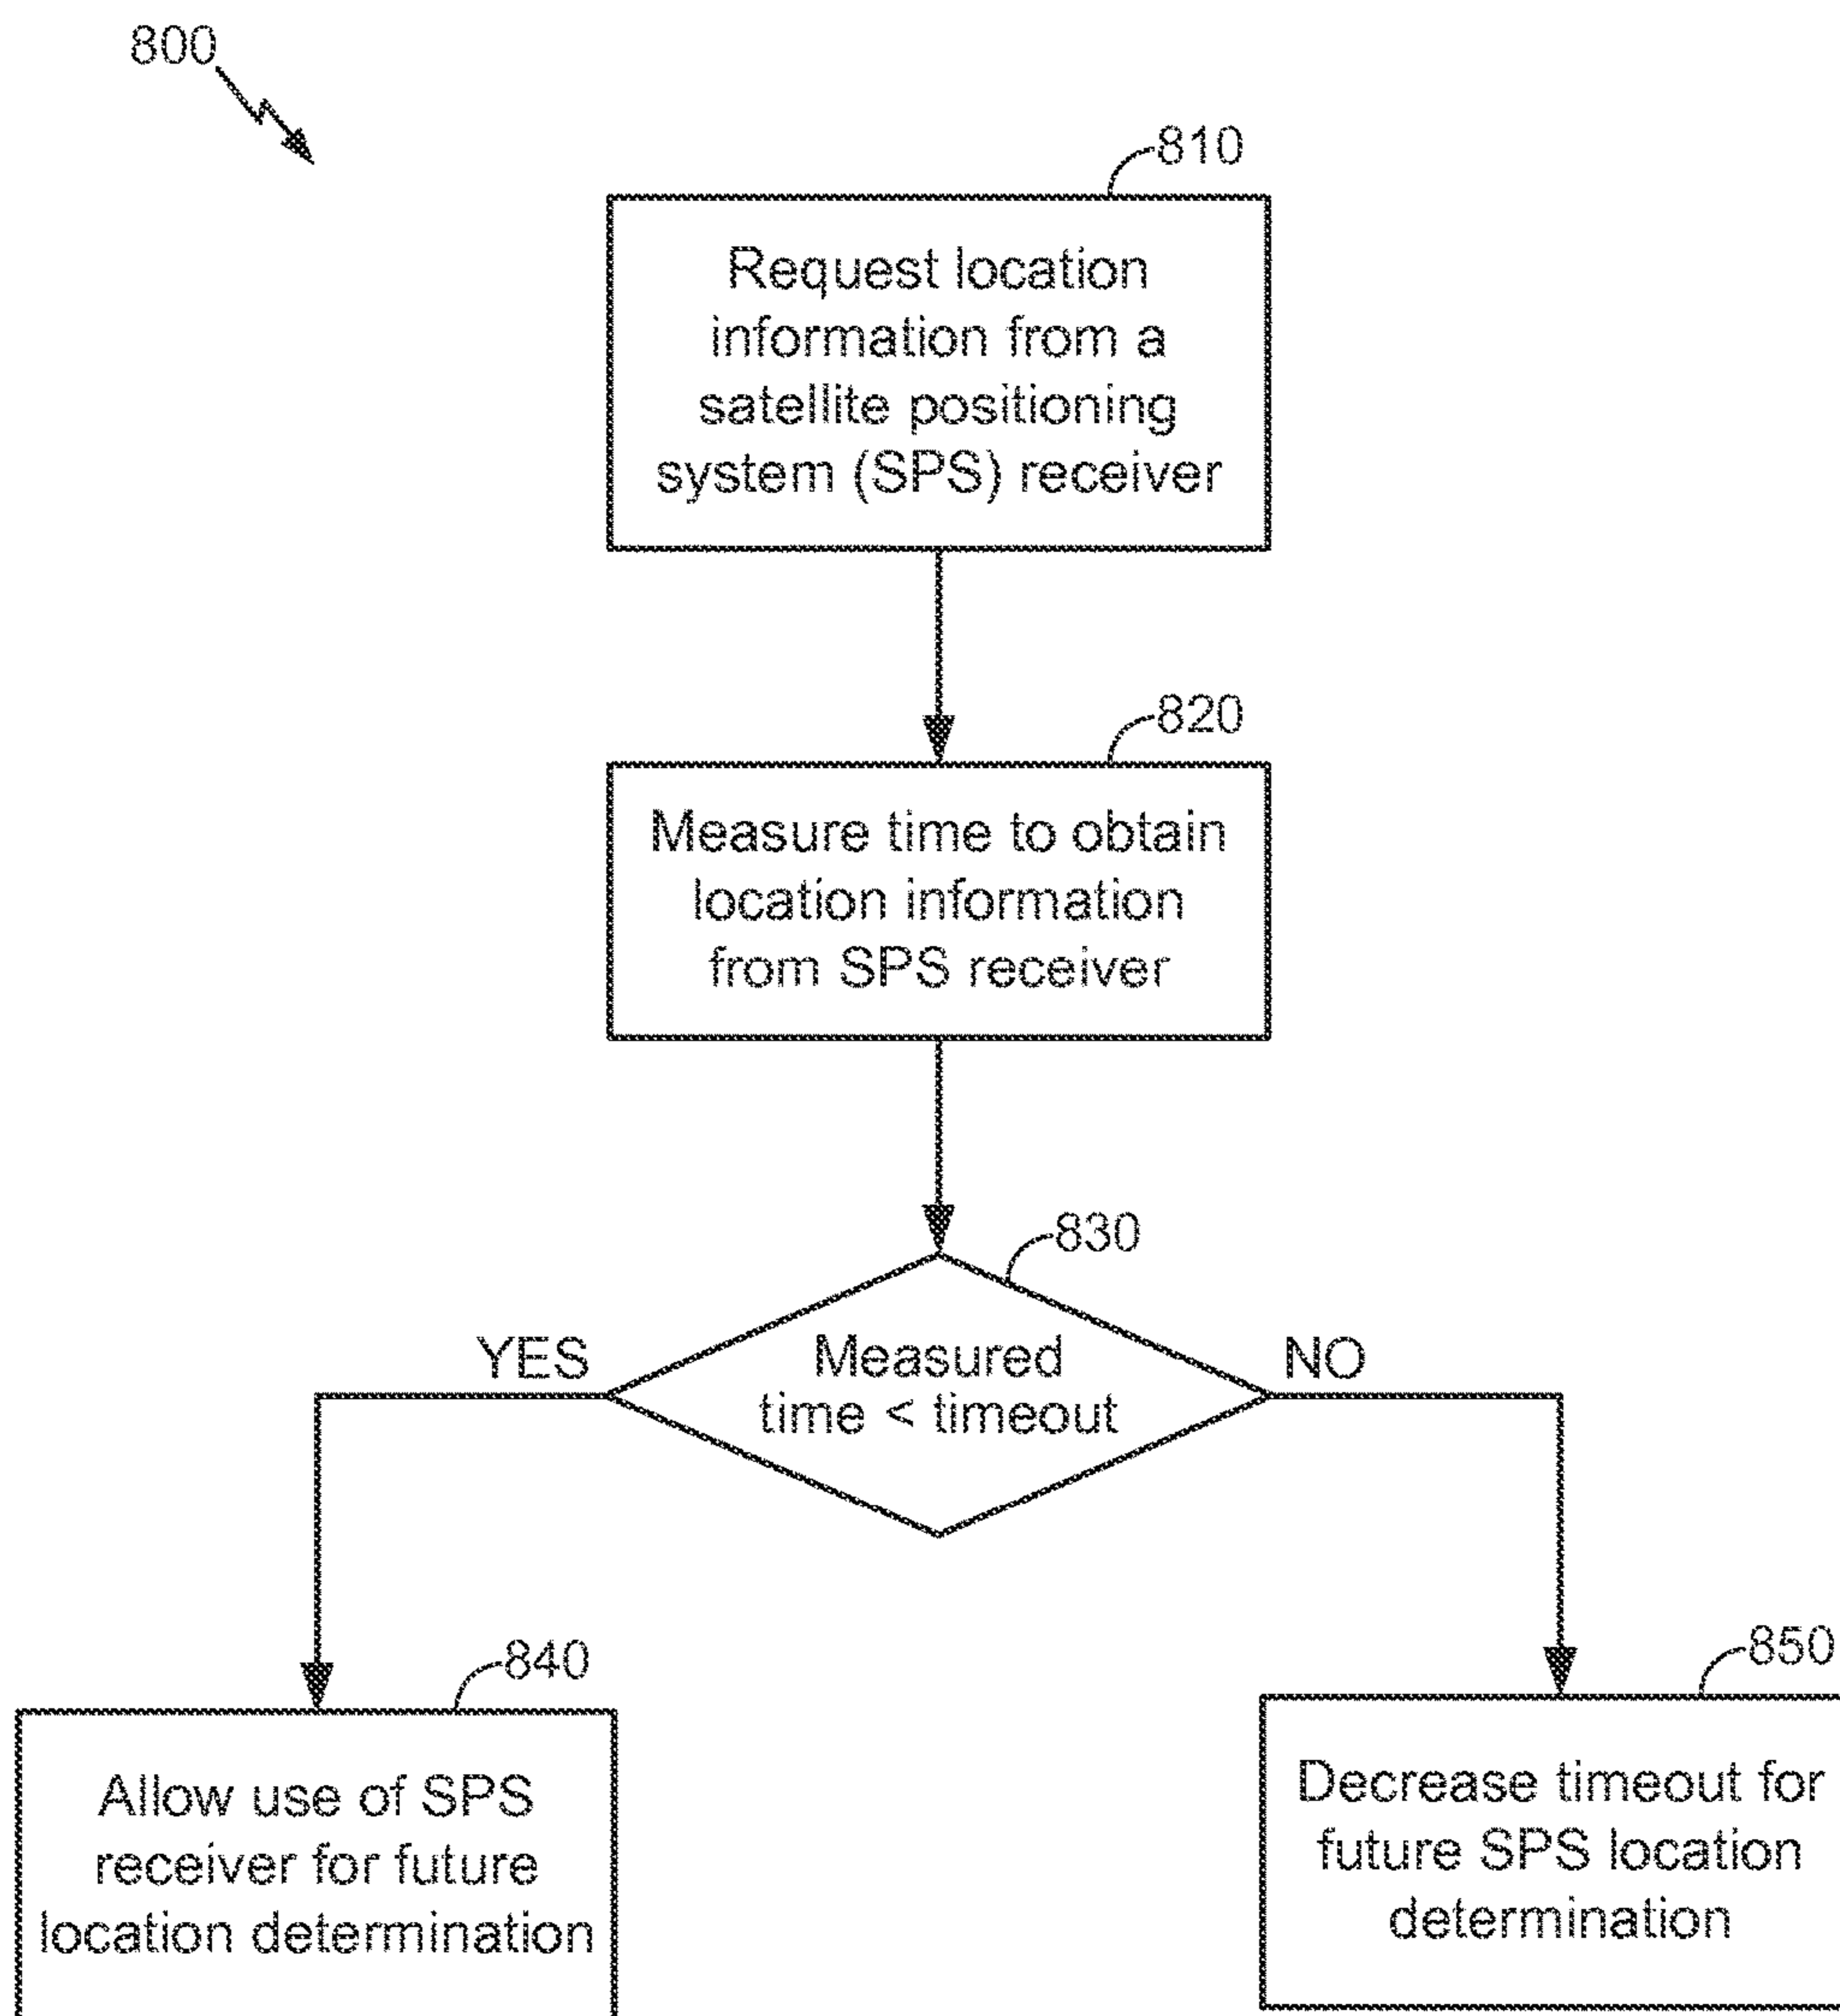 800
810
Request location
information from a
satellite positioning
system (SPS) receiver
820
Measure time to obtain
location information
from SPS receiver
830
YES
Measured
time < timeout
NO
840
Allow use of SPS
receiver for future
location determination
850
Decrease timeout for
future SPS location
determination